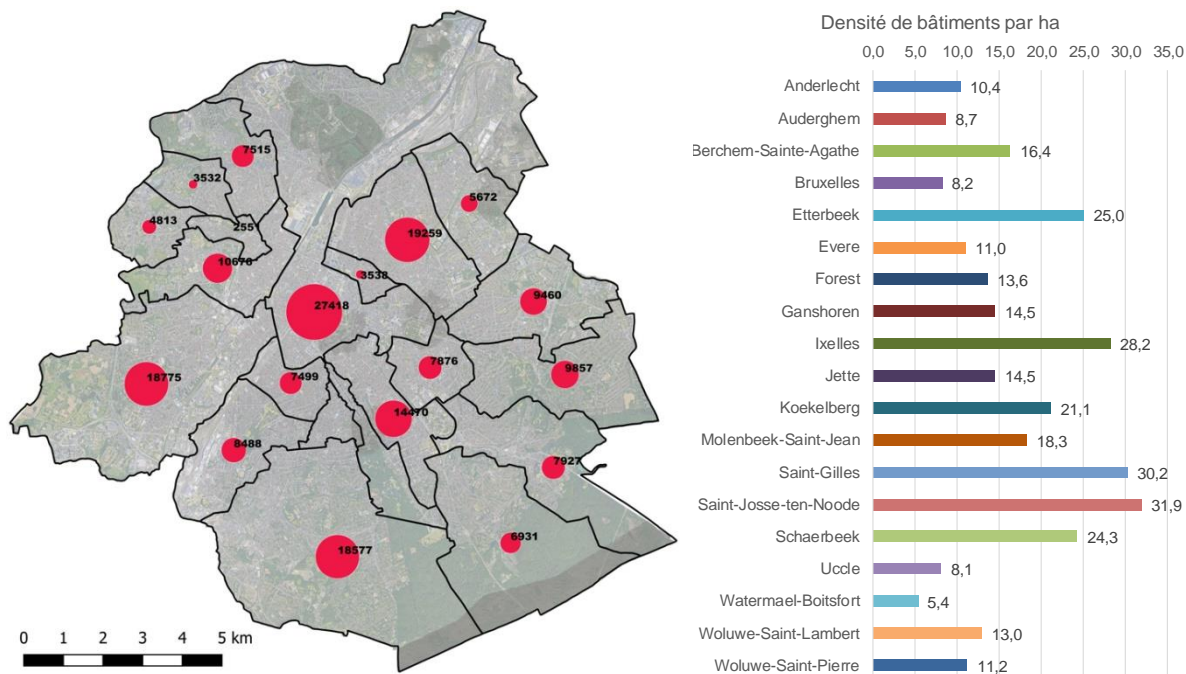 Densité de bâtiments par ha
0,0 5,0 10,0 15,0 20,0 25,0 30,0 35,0
Anderlecht 10,4
Auderghem 8,7
Berchem-Sainte-Agathe 16,4
Bruxelles 8,2
Etterbeek 25,0
Evere 11,0
Forest 13,6
Ganshoren 14,5
Ixelles 28,2
Jette 14,5
Koekelberg 21,1
Molenbeek-Saint-Jean 18,3
Saint-Gilles 30,2
Saint-Josse-ten-Noode 31,9
Schaerbeek 24,3
Uccle 8,1
Watermael-Boitsfort 5,4
Woluwe-Saint-Lambert 13,0
Woluwe-Saint-Pierre 11,2
7515
3532
5672
4813
19259
10670
3538
9460
27418
7876
9857
7499
18775
14470
8488
7927
6931
18577
0 1 2 3 4 5 km